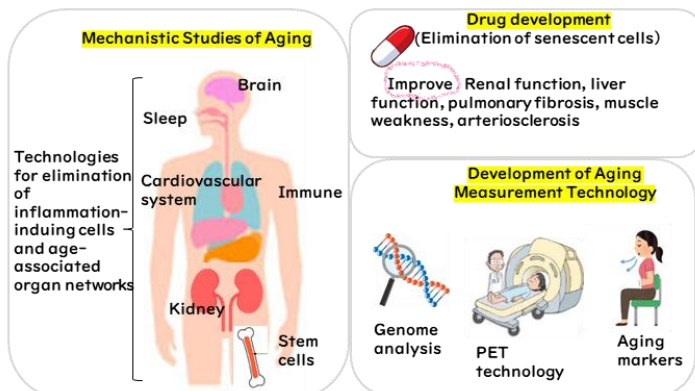 Mechanistic Studies of Aging
Technologies
for elimination
of
inflammation-
induing cells
and age-
associated
organ networks
Brain
Sleep
Cardiovascular
system
Immune
Kidney
Stem
cells
Drug development
(Elimination of senescent cells)
Improve Renal function, liver
function, pulmonary fibrosis, muscle
weakness, arteriosclerosis
Development of Aging
Measurement Technology
Genome
analysis
PET
technology
Aging
markers